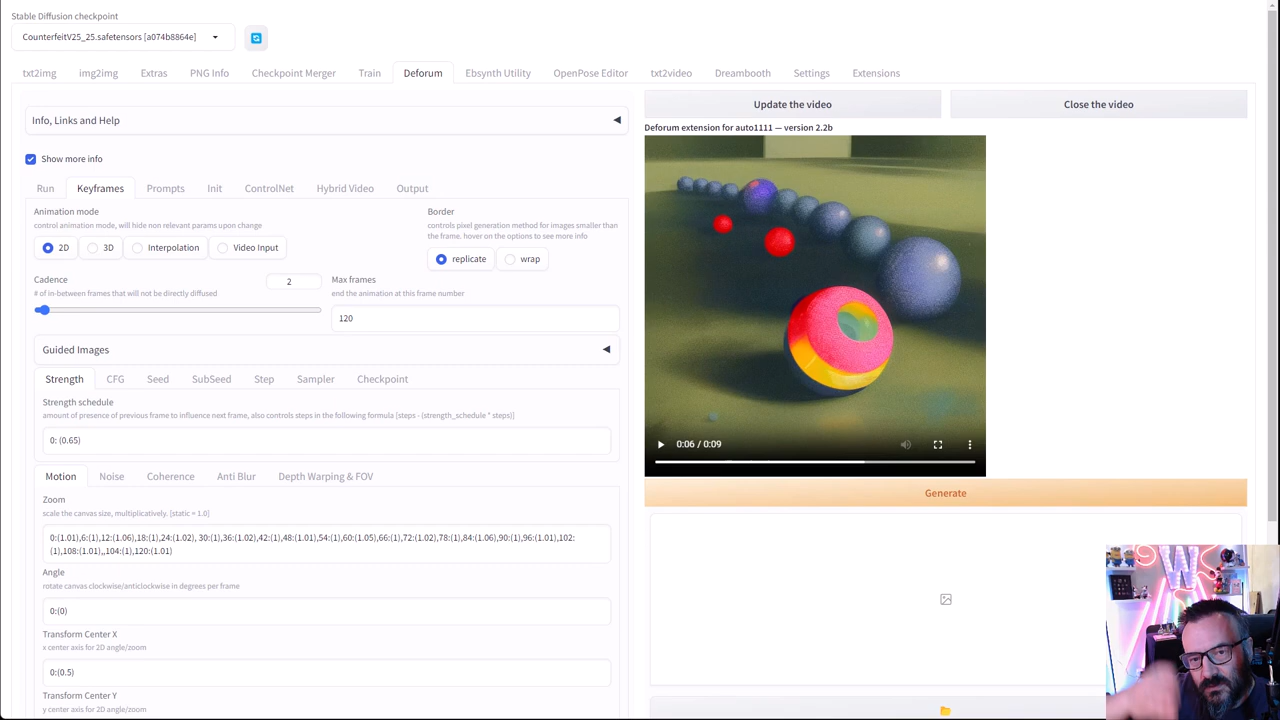 Stable Diffusion checkpoint
CounterfeitV25_25.safetensors [a074b8864e]
txt2img img2img Extras PNG Info Checkpoint Merger Train Deforum Ebsynth Utility OpenPose Editor txt2video Dreambooth Settings Extensions
Info, Links and Help
Show more info
Run Keyframes Prompts Init ControlNet Hybrid Video Output
Animation mode
control animation mode, will hide non relevant params upon change
2D 3D Interpolation Video Input
Border
controls pixel generation method for images smaller than
the frame. hover on the options to see more info
replicate wrap
Cadence
2
# of in-between frames that will not be directly diffused
Max frames
end the animation at this frame number
120
Guided Images
Strength CFG Seed SubSeed Step Sampler Checkpoint
Strength schedule
amount of presence of previous frame to influence next frame, also controls steps in the following formula [steps - (strength_schedule * steps)]
0: (0.65)
Motion Noise Coherence Anti Blur Depth Warping & FOV
Zoom
scale the canvas size, multiplicatively. [static = 1.0]
0:(1.01),6:(1),12:(1.06),18:(1),24:(1.02), 30:(1),36:(1.02),42:(1),48:(1.01),54:(1),60:(1.05),66:(1),72:(1.02),78:(1),84:(1.06),90:(1),96:(1.01),102:
(1),108:(1.01),,104:(1),120:(1.01)
Angle
rotate canvas clockwise/anticlockwise in degrees per frame
0:(0)
Transform Center X
x center axis for 2D angle/zoom
0:(0.5)
Transform Center Y
y center axis for 2D angle/zoom
Update the video
Close the video
Deforum extension for auto1111 — version 2.2b
0:06 / 0:09
Generate